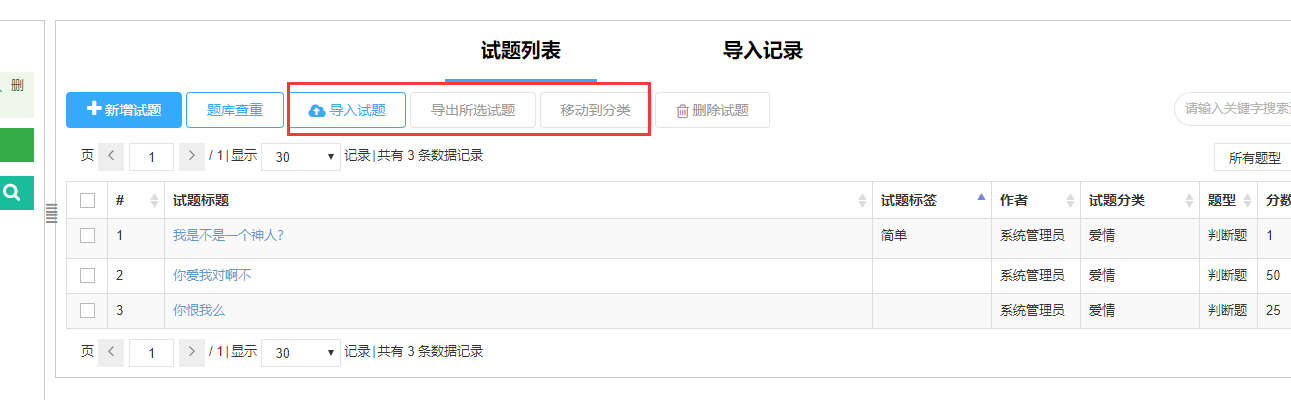 试题列表 导入记录
删
新增试题 题库查重 导入试题 导出所选试题 移动到分类 删除试题 请输入关键字搜索
页 1 / 1|显示 30 记录|共有 3 条数据记录 所有题型
# 试题标题 试题标签 作者 试题分类 题型 分数
1 我是不是一个神人? 简单 系统管理员 爱情 判断题 1
2 你爱我对啊不 系统管理员 爱情 判断题 50
3 你恨我么 系统管理员 爱情 判断题 25
页 1 / 1|显示 30 记录|共有 3 条数据记录